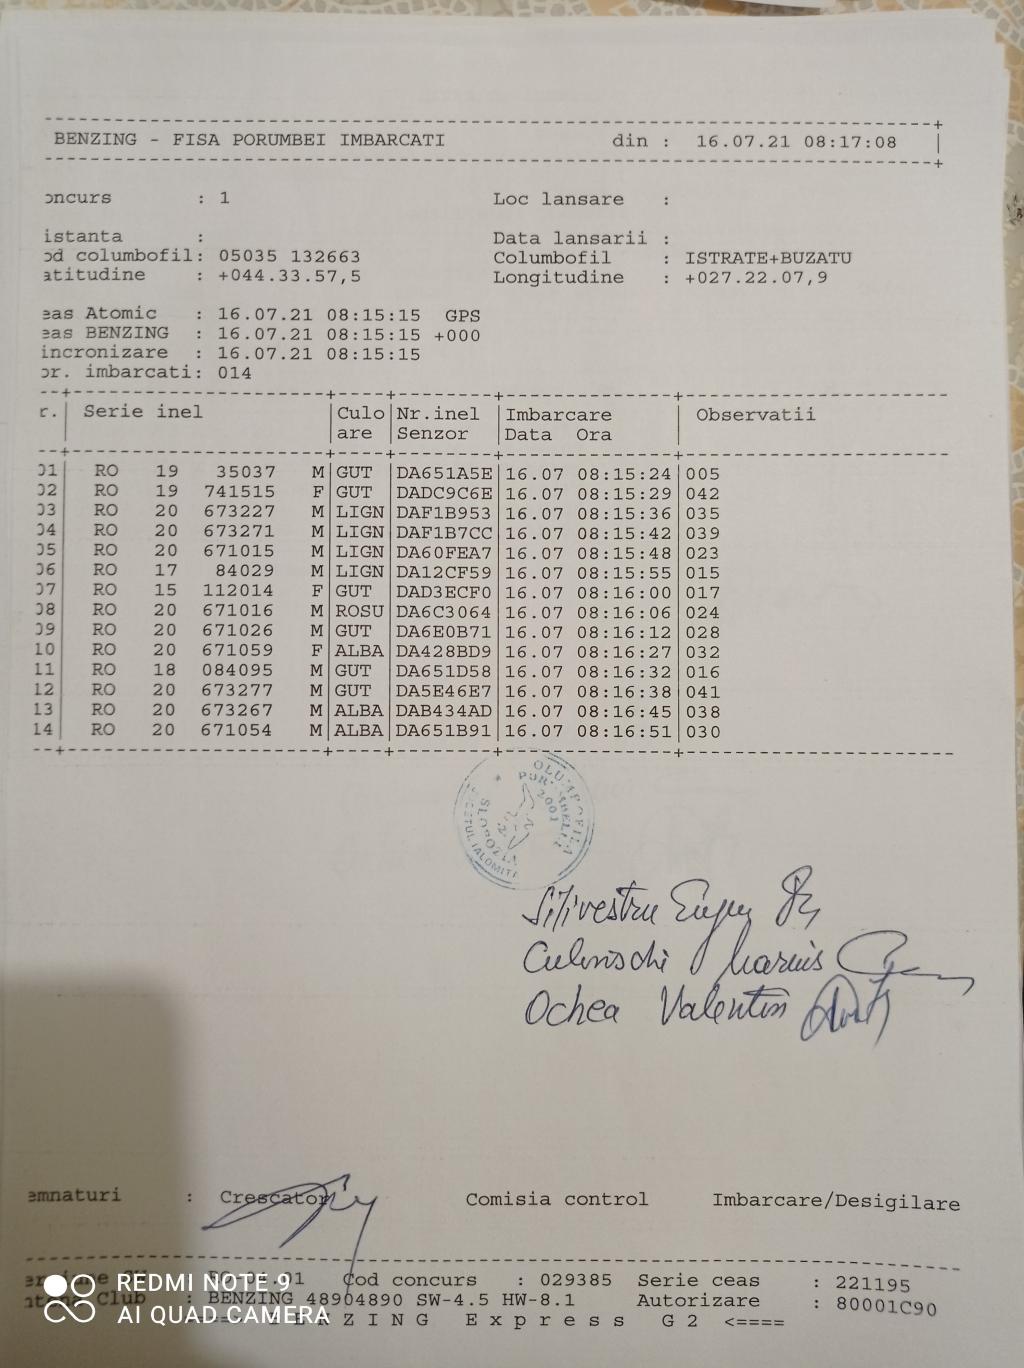 BENZING - FISA PORUMBEI IMBARCATI din : 16.07.21 08:17:08
oncurs : 1 Loc lansare :
istanta : Data lansarii :
od columbofil: 05035 132663 Columbofil : ISTRATE+BUZATU
atitudine : +044.33.57,5 Longitudine : +027.22.07,9
eas Atomic : 16.07.21 08:15:15 GPS
eas BENZING : 16.07.21 08:15:15 +000
incronizare : 16.07.21 08:15:15
or. imbarcati: 014
r. Serie inel Culo Nr.inel Imbarcare Observatii
are Senzor Data Ora
01 RO 19 35037 M GUT DA651A5E 16.07 08:15:24 005
02 RO 19 741515 F GUT DADC9C6E 16.07 08:15:29 042
03 RO 20 673227 M LIGN DAF1B953 16.07 08:15:36 035
04 RO 20 673271 M LIGN DAF1B7CC 16.07 08:15:42 039
05 RO 20 671015 M LIGN DA60FEA7 16.07 08:15:48 023
06 RO 17 84029 M LIGN DA12CF59 16.07 08:15:55 015
07 RO 15 112014 F GUT DAD3ECF0 16.07 08:16:00 017
08 RO 20 671016 M ROSU DA6C3064 16.07 08:16:06 024
09 RO 20 671026 M GUT DA6E0B71 16.07 08:16:12 028
10 RO 20 671059 F ALBA DA428BD9 16.07 08:16:27 032
11 RO 18 084095 M GUT DA651D58 16.07 08:16:32 016
12 RO 20 673277 M GUT DA5E46E7 16.07 08:16:38 041
13 RO 20 673267 M ALBA DAB434AD 16.07 08:16:45 038
14 RO 20 671054 M ALBA DA651B91 16.07 08:16:51 030
2001
SLOBOZIA
IALOMITA
Silivestru
Marius
Ochea Valentin
emnaturi : Crescator Comisia control Imbarcare/Desigilare
.01 Cod concurs : 029385 Serie ceas : 221195
Club : BENZING 48904890 SW-4.5 HW-8.1 Autorizare : 80001C90
Z I N G E x p r e s s G 2 <====
REDMI NOTE 9
AI QUAD CAMERA